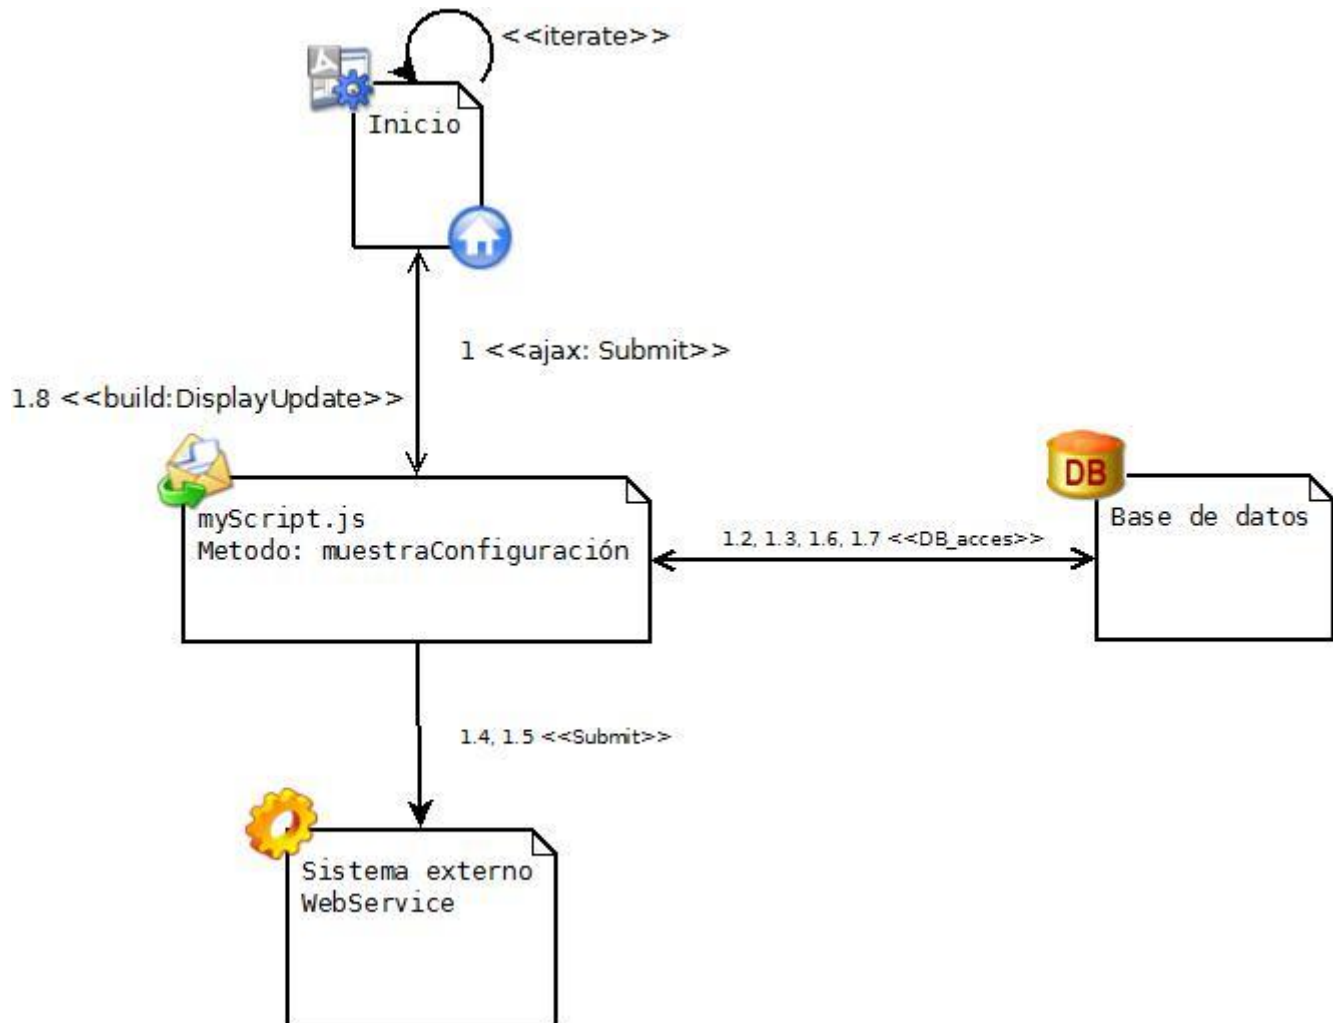 <<iterate>>
Inicio
1 <<ajax: Submit>>
1.8 <<build:DisplayUpdate>>
DB
myScript.js
Metodo: muestraConfiguración
1.2, 1.3, 1.6, 1.7 <<DB_acces>>
Base de datos
1.4, 1.5 <<Submit>>
Sistema externo
WebService